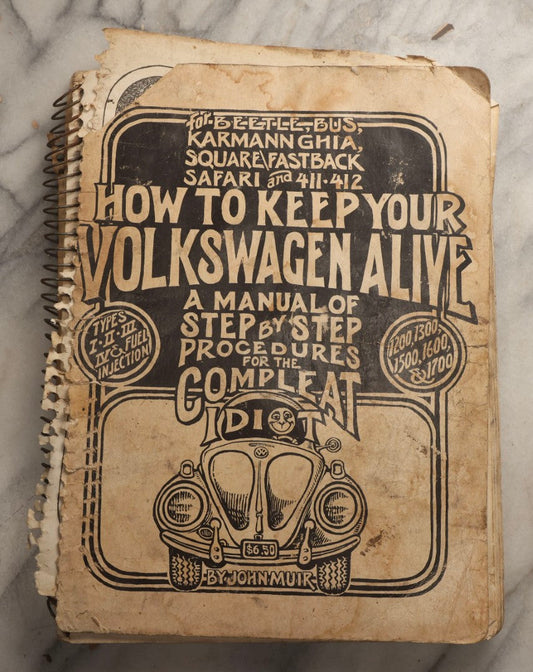 for BEETLE, BUS,
KARMANN GHIA,
SQUARE/FASTBACK
SAFARI and 411·412
HOW TO KEEP YOUR
VOLKSWAGEN ALIVE
A MANUAL OF
STEP BY STEP
PROCEDURES
FOR THE
COMPLEAT
IDIOT
TYPES
I·II·III
IV & FUEL
INJECTION
1200, 1300,
1500, 1600,
& 1700
VW
$6.50
BY JOHN MUIR